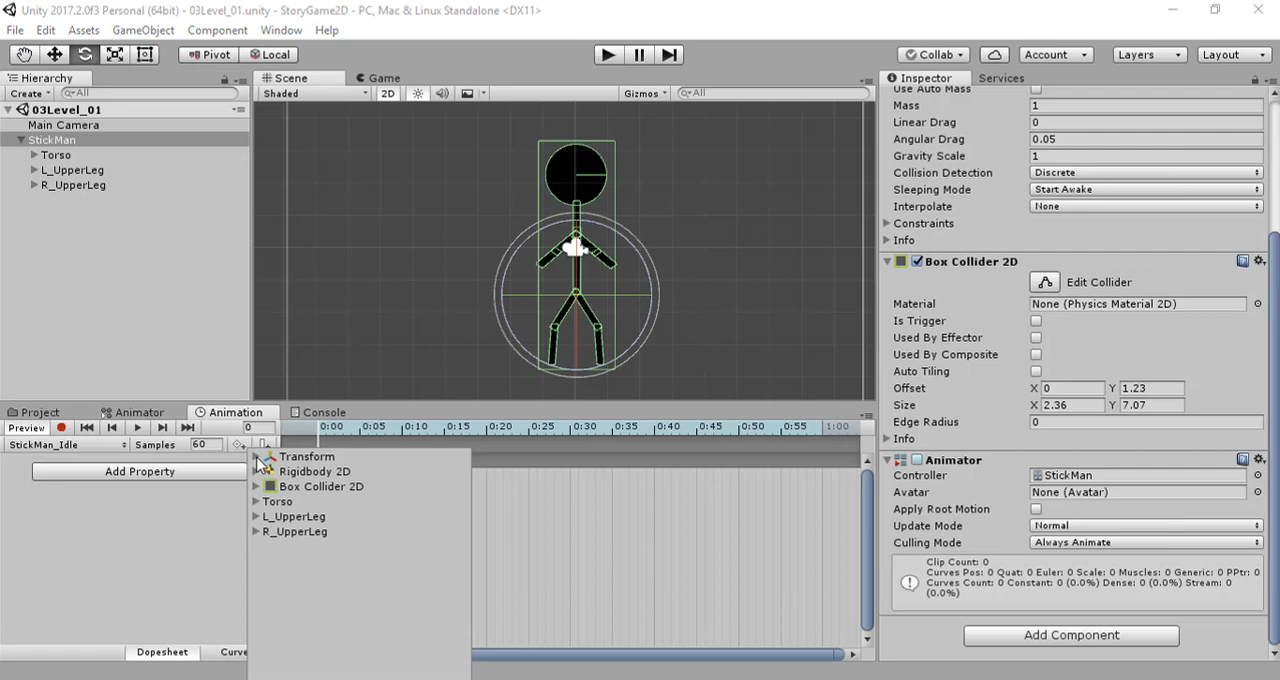 Unity 2017.2.0f3 Personal (64bit) - 03Level_01.unity - StoryGame2D - PC, Mac & Linux Standalone <DX11>
File Edit Assets GameObject Component Window Help
Pivot Local Collab Account Layers Layout
Hierarchy
Create All
03Level_01
Main Camera
StickMan
Torso
L_UpperLeg
R_UpperLeg
Scene Game
Shaded 2D Gizmos All
Inspector Services
Use Auto Mass
Mass 1
Linear Drag 0
Angular Drag 0.05
Gravity Scale 1
Collision Detection Discrete
Sleeping Mode Start Awake
Interpolate None
Constraints
Info
Box Collider 2D
Edit Collider
Material None (Physics Material 2D)
Is Trigger
Used By Effector
Used By Composite
Auto Tiling
Offset X 0 Y 1.23
Size X 2.36 Y 7.07
Edge Radius 0
Info
Animator
Controller StickMan
Avatar None (Avatar)
Apply Root Motion
Update Mode Normal
Culling Mode Always Animate
Clip Count: 0
Curves Pos: 0 Quat: 0 Euler: 0 Scale: 0 Muscles: 0 Generic: 0 PPtr: 0
Curves Count: 0 Constant: 0 (0.0%) Dense: 0 (0.0%) Stream: 0
(0.0%)
Add Component
Project Animator Animation Console
Preview 0 0:00 0:05 0:10 0:15 0:20 0:25 0:30 0:35 0:40 0:45 0:50 0:55 1:00
StickMan_Idle Samples 60
Add Property
Transform
Rigidbody 2D
Box Collider 2D
Torso
L_UpperLeg
R_UpperLeg
Dopesheet Curve